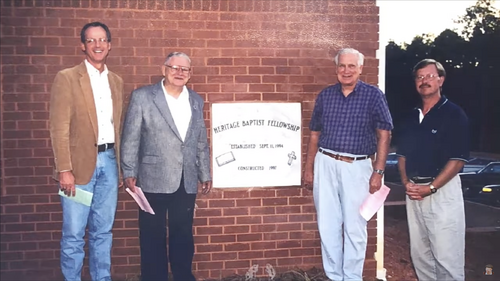 HERITAGE BAPTIST FELLOWSHIP
ESTABLISHED SEPT. 11, 1994
CONSTRUCTED 1997